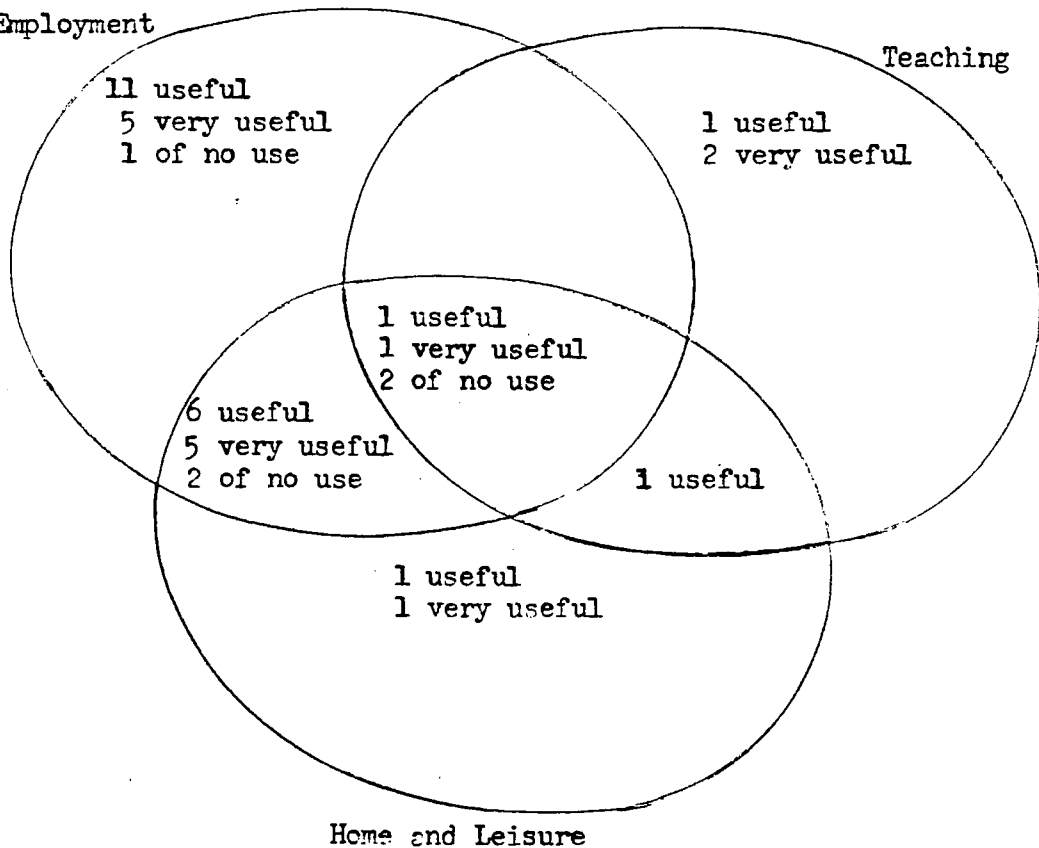 Employment
Teaching
11 useful
5 very useful
1 of no use
1 useful
2 very useful
1 useful
1 very useful
2 of no use
6 useful
5 very useful
2 of no use
1 useful
1 useful
1 very useful
Home and Leisure